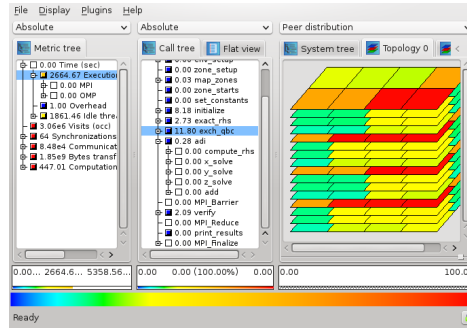 File Display Plugins Help
Absolute Absolute Peer distribution
Metric tree Call tree Flat view System tree Topology 0
0.00 Time (sec)
2664.67 Execution
0.00 MPI
0.00 OMP
1.00 Overhead
1861.46 Idle threa
3.0e6 Visits (occ)
64 Synchronizations
8.48e4 Communicat
1.85e9 Bytes transf
447.01 Computation
0.00 zone_setup
0.03 map_zones
0.00 zone_starts
0.00 set_constants
8.18 initialize
2.73 exact_rhs
11.80 exch_qbc
0.28 adi
0.00 compute_rhs
0.00 x_solve
0.00 y_solve
0.00 z_solve
0.00 add
0.00 MPI_Barrier
2.09 verify
0.00 MPI_Reduce
0.00 print_results
0.00 MPI_Finalize
0.00... 2664.6... 5358.56... 0.00 0.00 (100.00%) 0.00 0.00 100.0
Ready